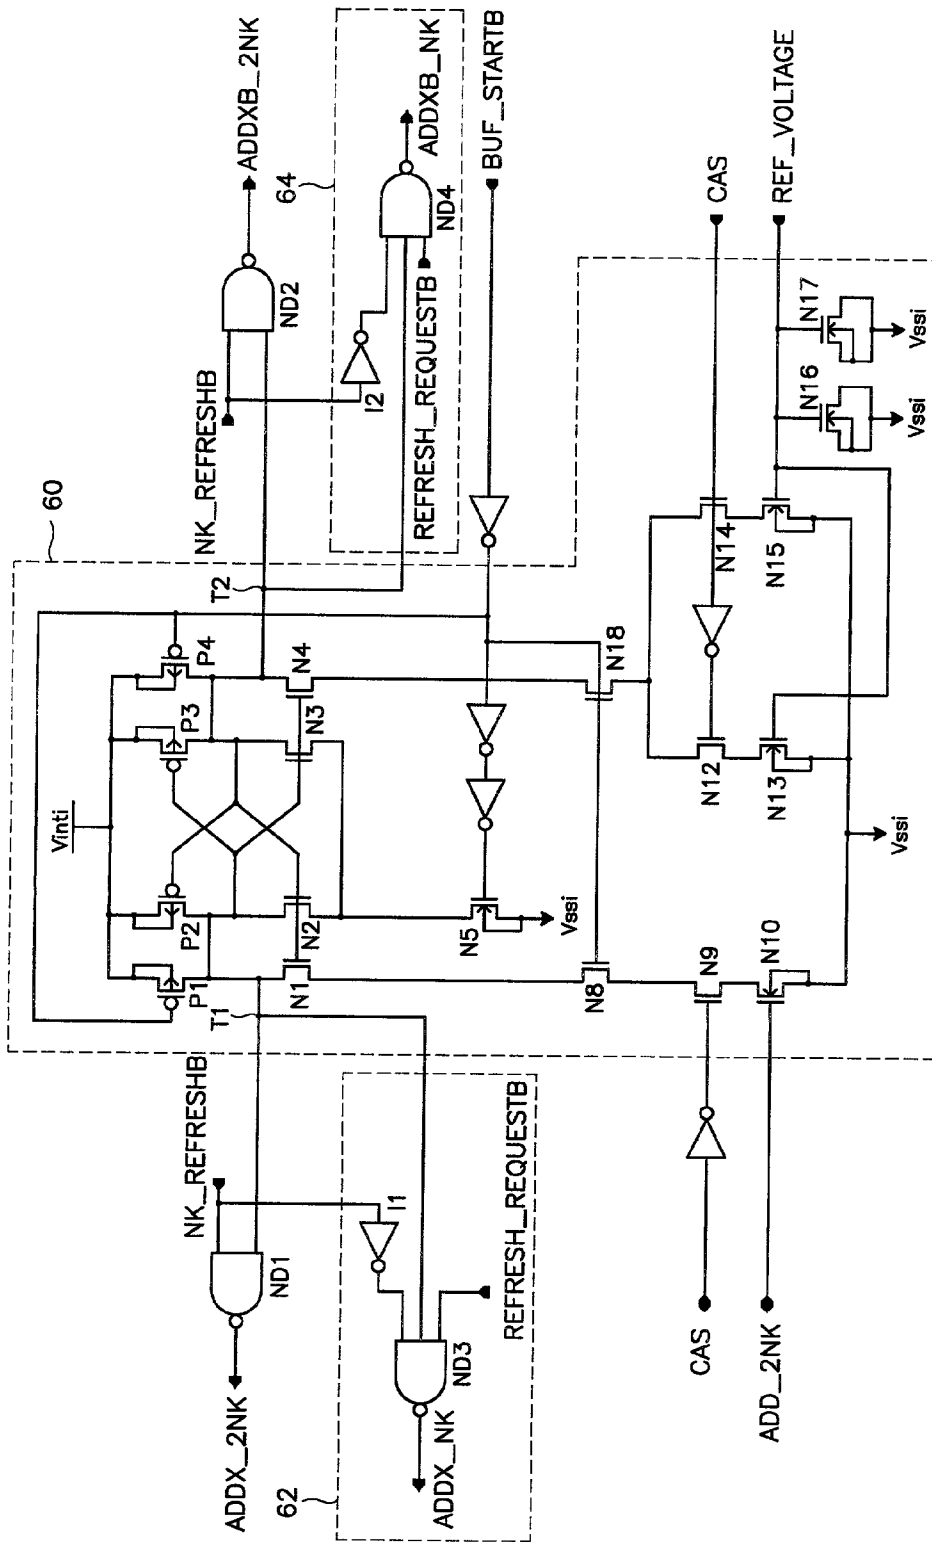 60
Vinti
P1
P2
P3
P4
T1
T2
N1
N2
N3
N4
N5
Vssi
N8
N18
N9
N10
N12
N13
N14
N15
Vssi
N16
N17
Vssi
Vssi
NK_REFRESHB
ND1
ADDX_2NK
I1
ND3
REFRESH_REQUESTB
ADDX_NK
62
CAS
ADD_2NK
NK_REFRESHB
ND2
ADDXB_2NK
I2
ND4
REFRESH_REQUESTB
ADDXB_NK
64
BUF_STARTB
CAS
REF_VOLTAGE